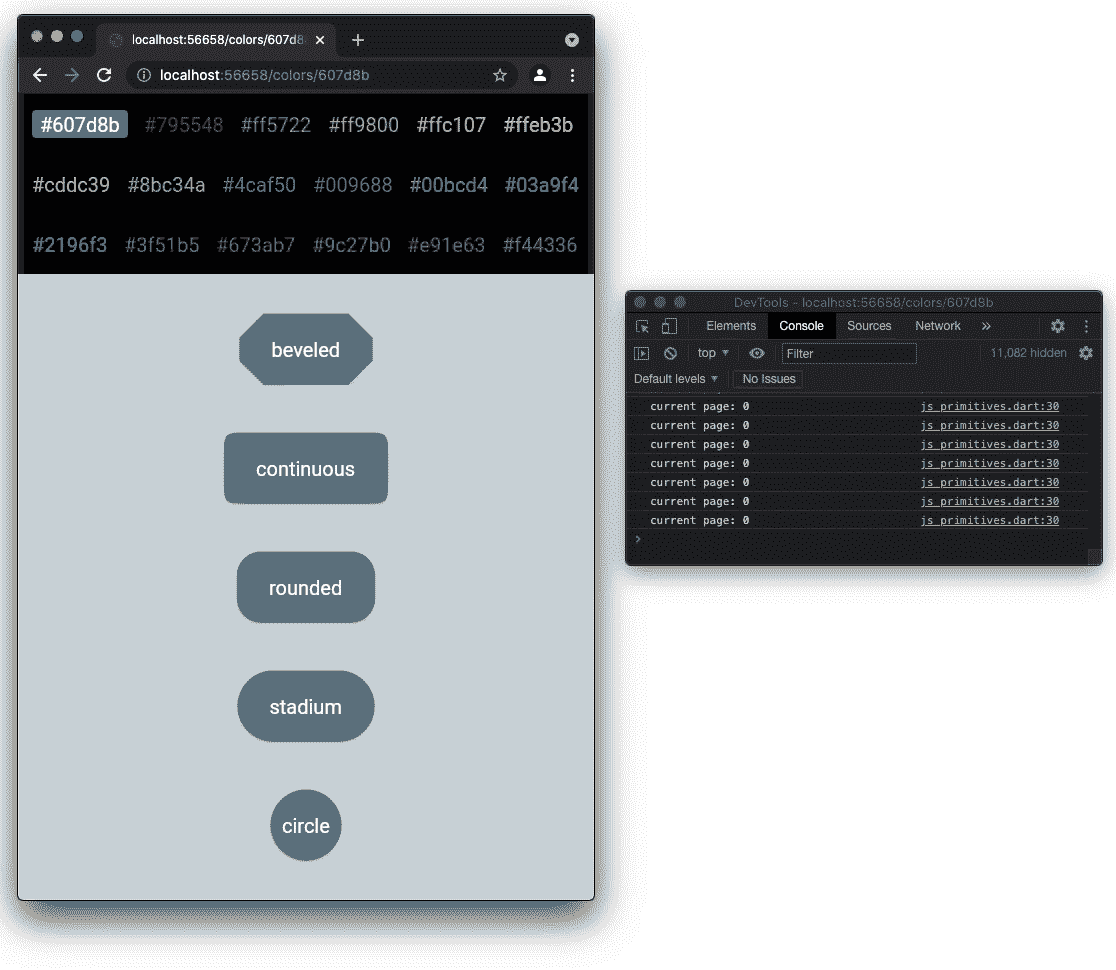 localhost:56658/colors/607d8
localhost:56658/colors/607d8b
#607d8b #795548 #ff5722 #ff9800 #ffc107 #ffeb3b
#cddc39 #8bc34a #4caf50 #009688 #00bcd4 #03a9f4
#2196f3 #3f51b5 #673ab7 #9c27b0 #e91e63 #f44336
beveled
continuous
rounded
stadium
circle
DevTools - localhost:56658/colors/607d8b
Elements Console Sources Network »
top ▼ Filter 11,082 hidden
Default levels ▼ No Issues
current page: 0 js_primitives.dart:30
current page: 0 js_primitives.dart:30
current page: 0 js_primitives.dart:30
current page: 0 js_primitives.dart:30
current page: 0 js_primitives.dart:30
current page: 0 js_primitives.dart:30
current page: 0 js_primitives.dart:30